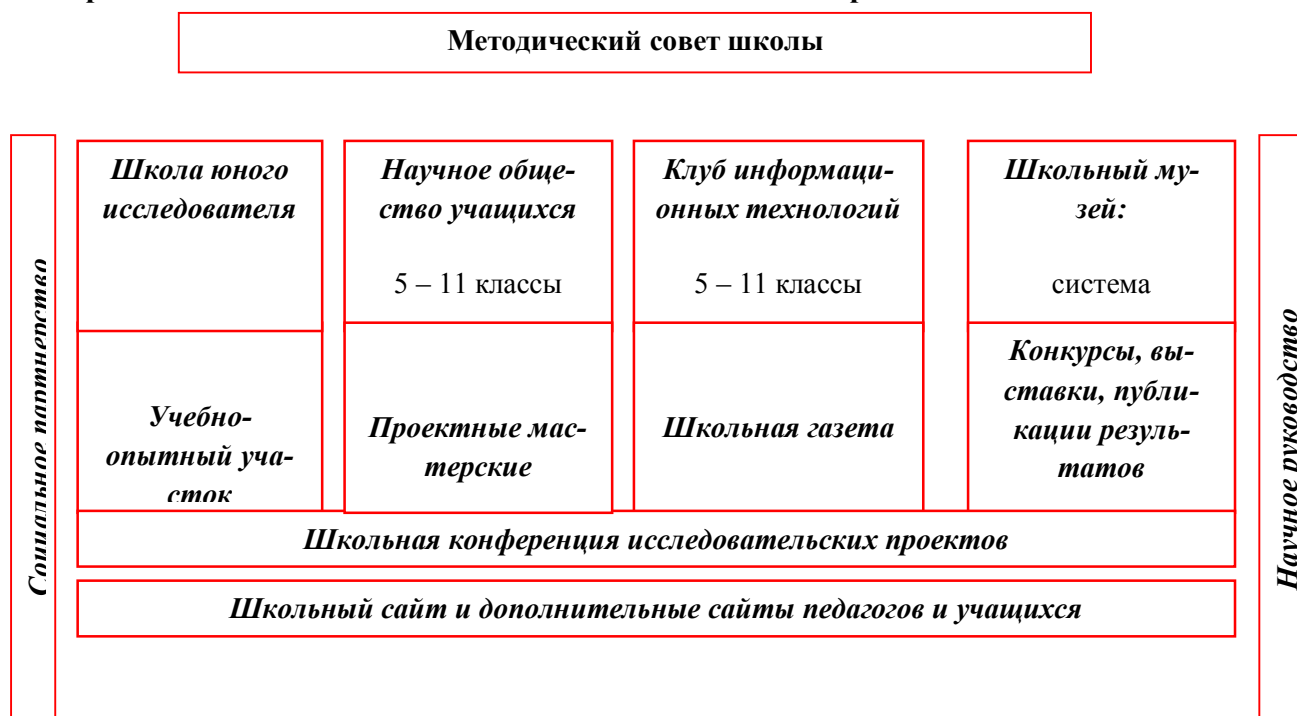 Методический совет школы
Социальное партнерство
Школа юного
исследователя
Научное обще-
ство учащихся
5 – 11 классы
Клуб информаци-
онных технологий
5 – 11 классы
Школьный му-
зей:
система
Учебно-
опытный уча-
сток
Проектные мас-
терские
Школьная газета
Конкурсы, вы-
ставки, публи-
кации резуль-
татов
Научное руководство
Школьная конференция исследовательских проектов
Школьный сайт и дополнительные сайты педагогов и учащихся